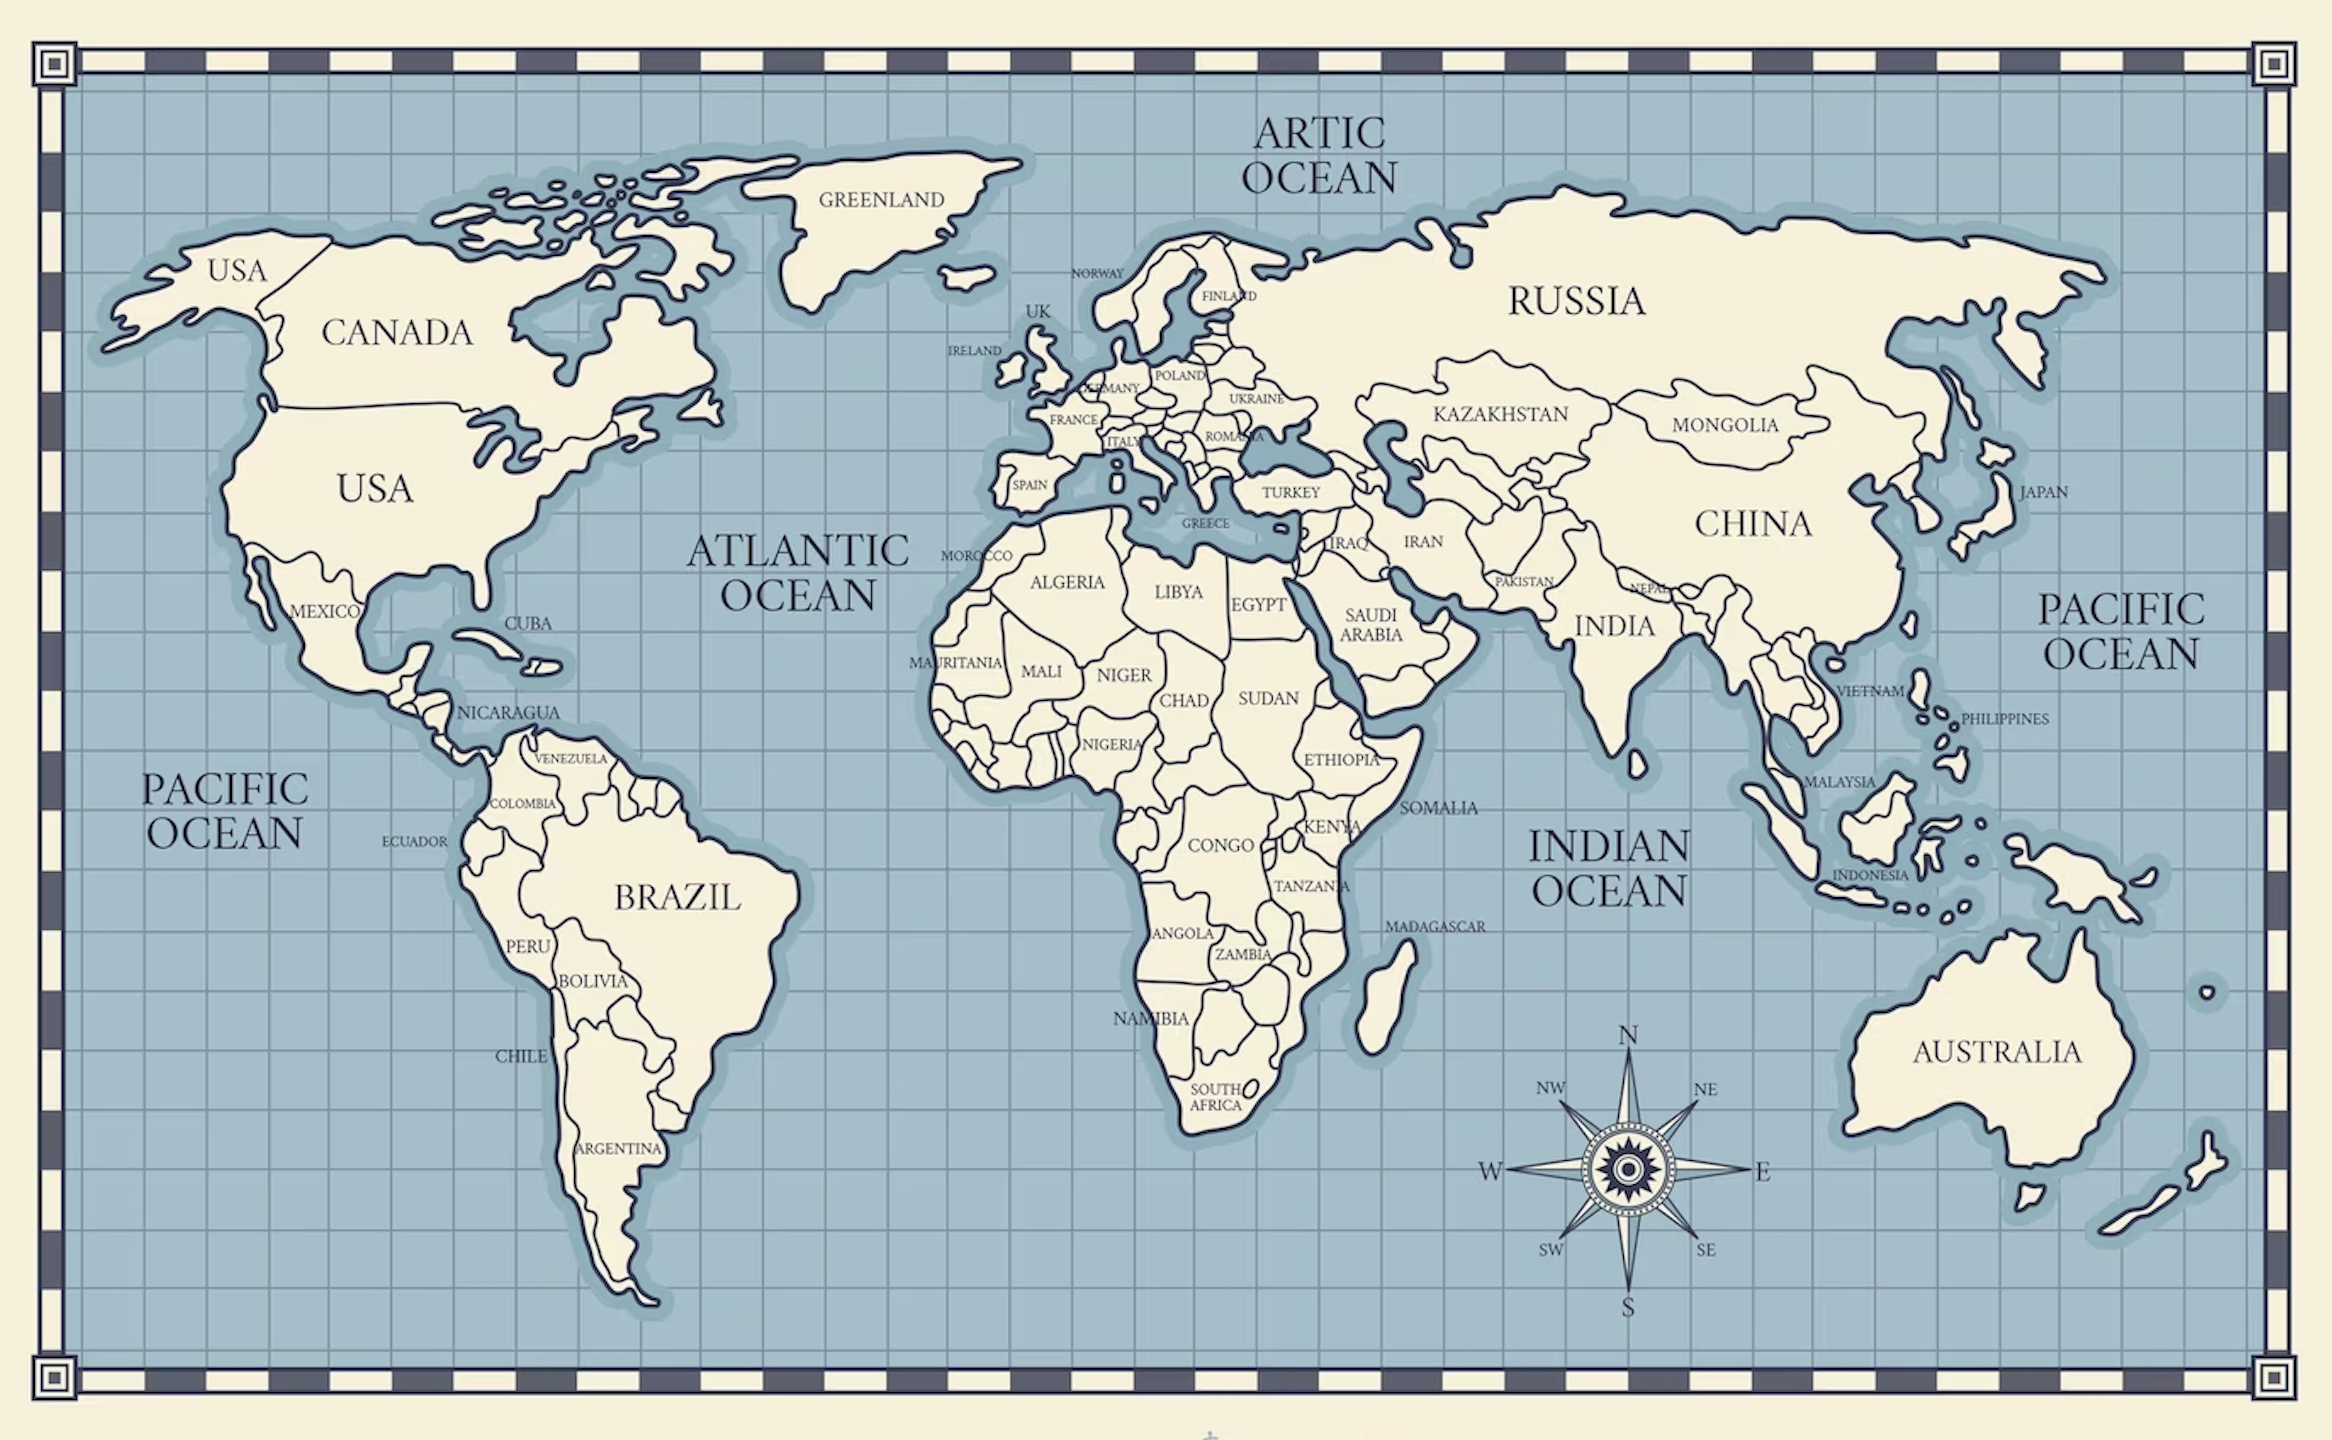 ARTIC
OCEAN
GREENLAND
USA
CANADA
NORWAY
FINLAND
RUSSIA
UK
IRELAND
GERMANY
POLAND
UKRAINE
FRANCE
ITALY
ROMANIA
KAZAKHSTAN
MONGOLIA
USA
SPAIN
TURKEY
GREECE
JAPAN
CHINA
ATLANTIC
OCEAN
MOROCCO
IRAQ
IRAN
ALGERIA
LIBYA
EGYPT
PAKISTAN
NEPAL
MEXICO
CUBA
SAUDI
ARABIA
INDIA
PACIFIC
OCEAN
MAURITANIA
MALI
NIGER
CHAD
SUDAN
VIETNAM
NICARAGUA
PHILIPPINES
VENEZUELA
NIGERIA
ETHIOPIA
MALAYSIA
PACIFIC
OCEAN
COLOMBIA
SOMALIA
ECUADOR
CONGO
KENYA
INDIAN
OCEAN
INDONESIA
BRAZIL
TANZANIA
PERU
ANGOLA
ZAMBIA
MADAGASCAR
BOLIVIA
NAMIBIA
CHILE
AUSTRALIA
SOUTH
AFRICA
ARGENTINA
N
NW
NE
W
E
SW
SE
S